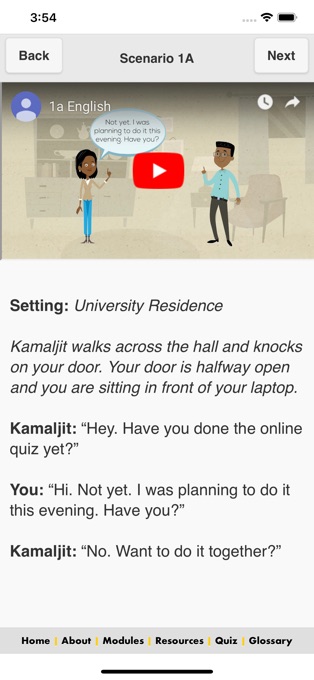 3:54
Back
Scenario 1A
Next
1a English
Not yet. I was
planning to do it this
evening. Have you?
Setting: University Residence
Kamaljit walks across the hall and knocks
on your door. Your door is halfway open
and you are sitting in front of your laptop.
Kamaljit: “Hey. Have you done the online
quiz yet?”
You: “Hi. Not yet. I was planning to do it
this evening. Have you?”
Kamaljit: “No. Want to do it together?”
Home | About | Modules | Resources | Quiz | Glossary